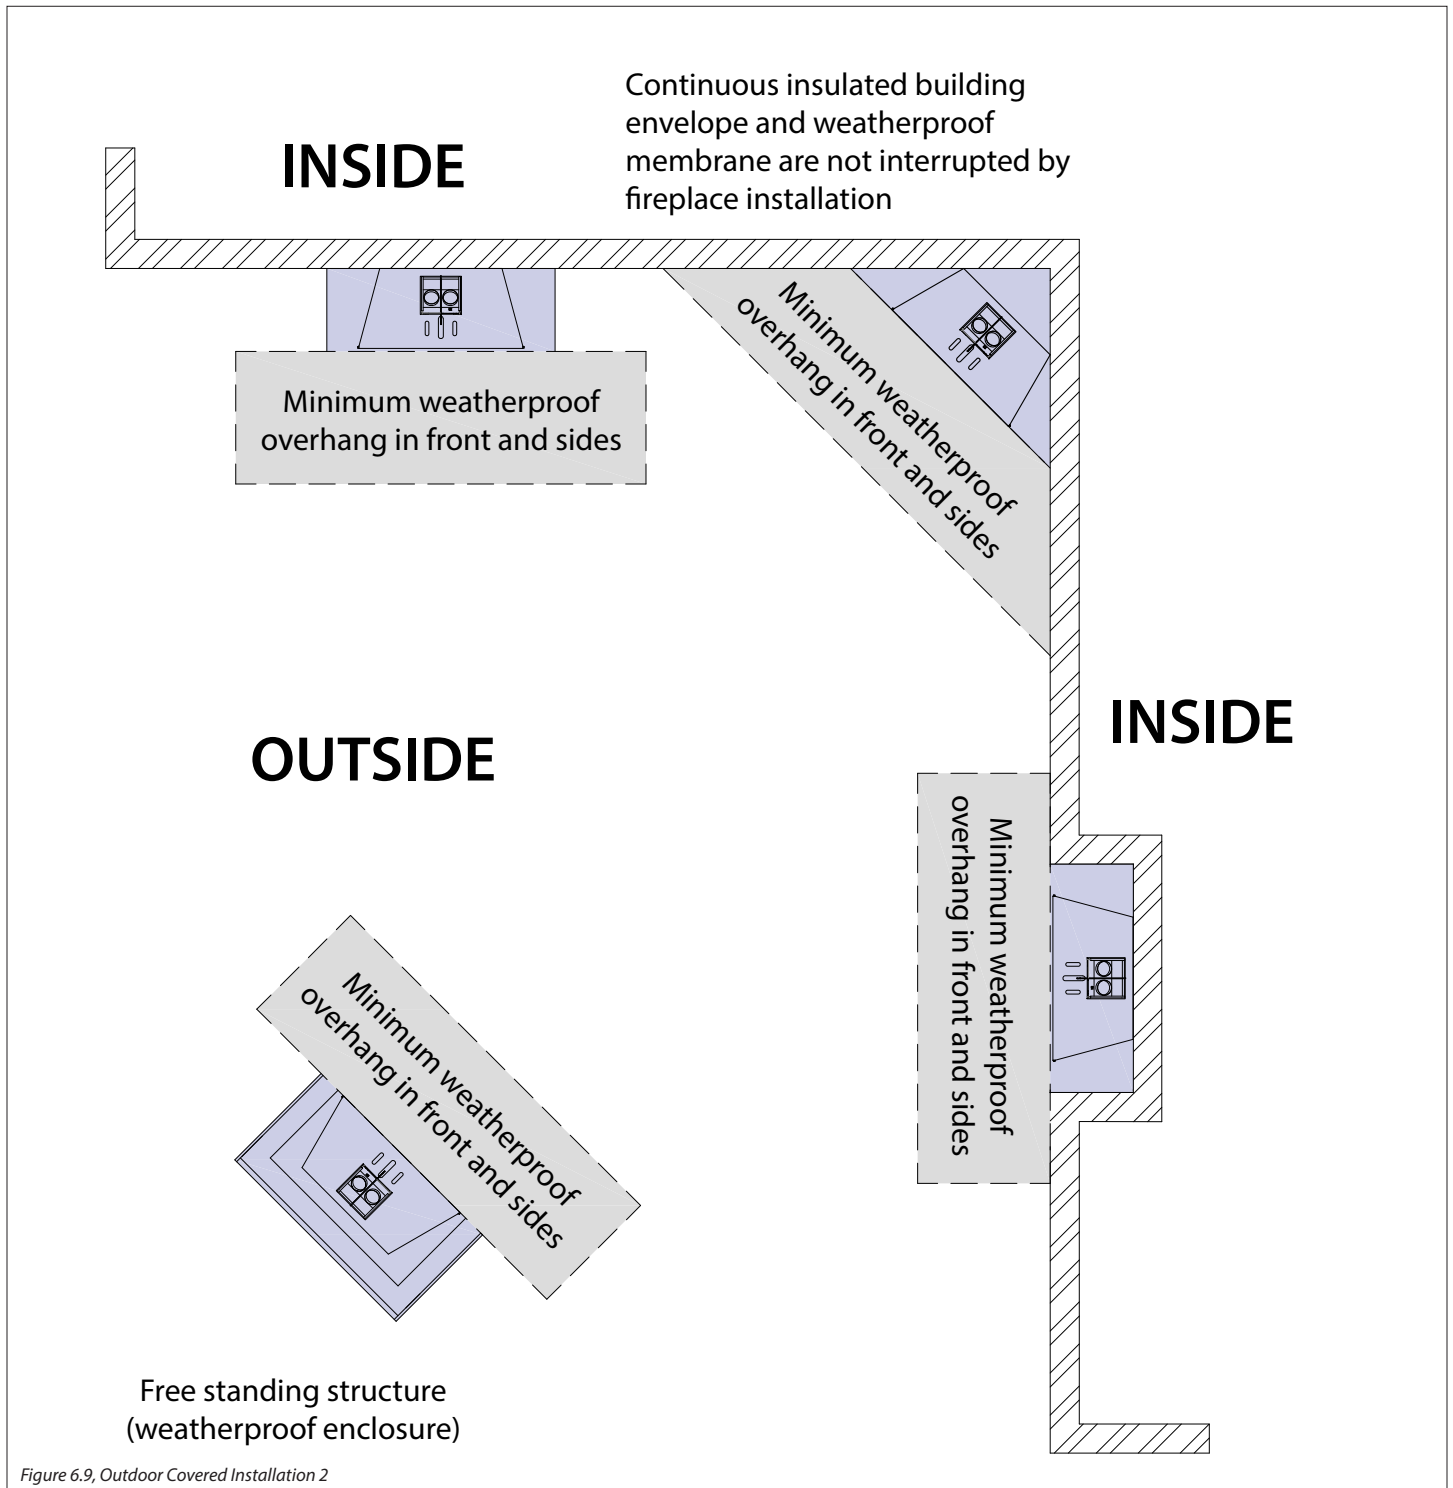 Continuous insulated building
envelope and weatherproof
membrane are not interrupted by
fireplace installation
INSIDE
Minimum weatherproof
overhang in front and sides
Minimum weatherproof
overhang in front and sides
INSIDE
OUTSIDE
Minimum weatherproof
overhang in front and sides
Minimum weatherproof
overhang in front and sides
Free standing structure
(weatherproof enclosure)
Figure 6.9, Outdoor Covered Installation 2